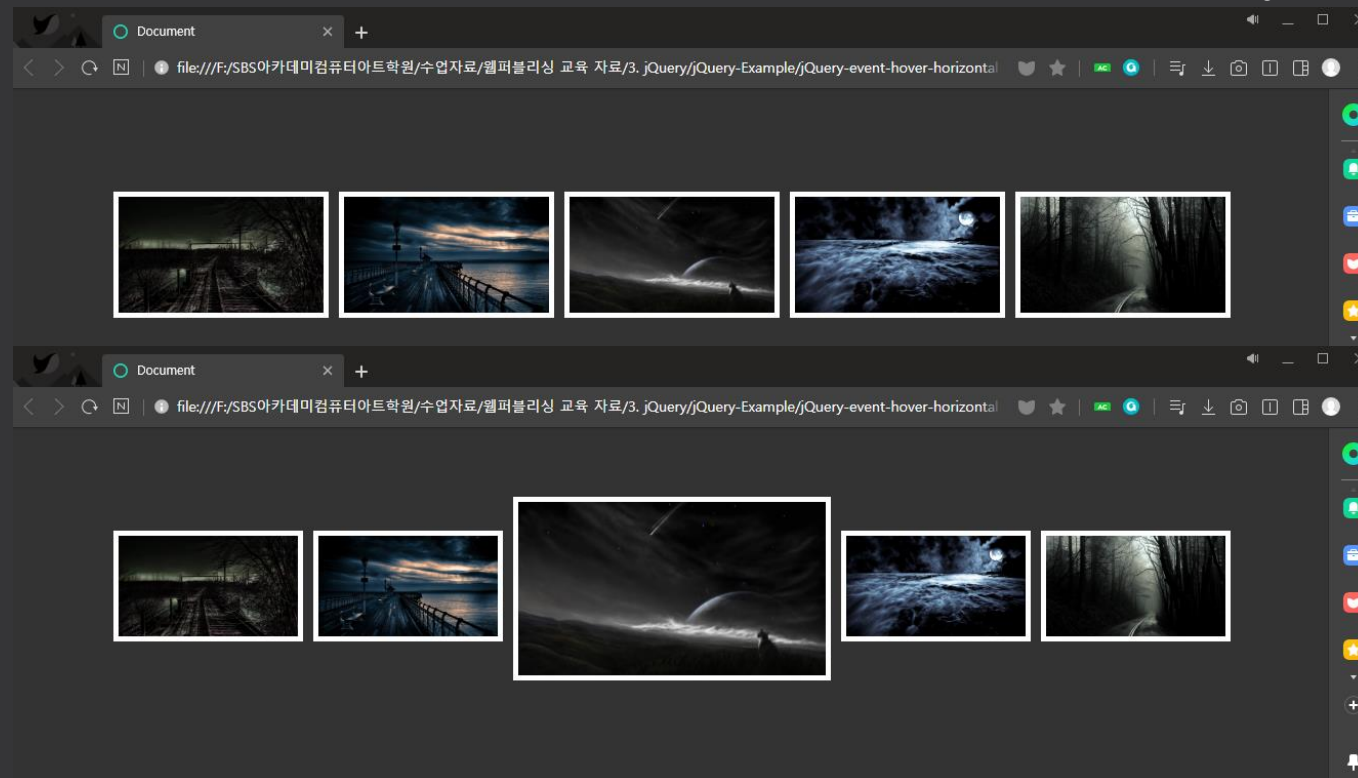 Document
file:///F:/SBS아카데미컴퓨터아트학원/수업자료/웹퍼블리싱 교육 자료/3. jQuery/jQuery-Example/jQuery-event-hover-horizontal
AC
Document
file:///F:/SBS아카데미컴퓨터아트학원/수업자료/웹퍼블리싱 교육 자료/3. jQuery/jQuery-Example/jQuery-event-hover-horizontal
AC